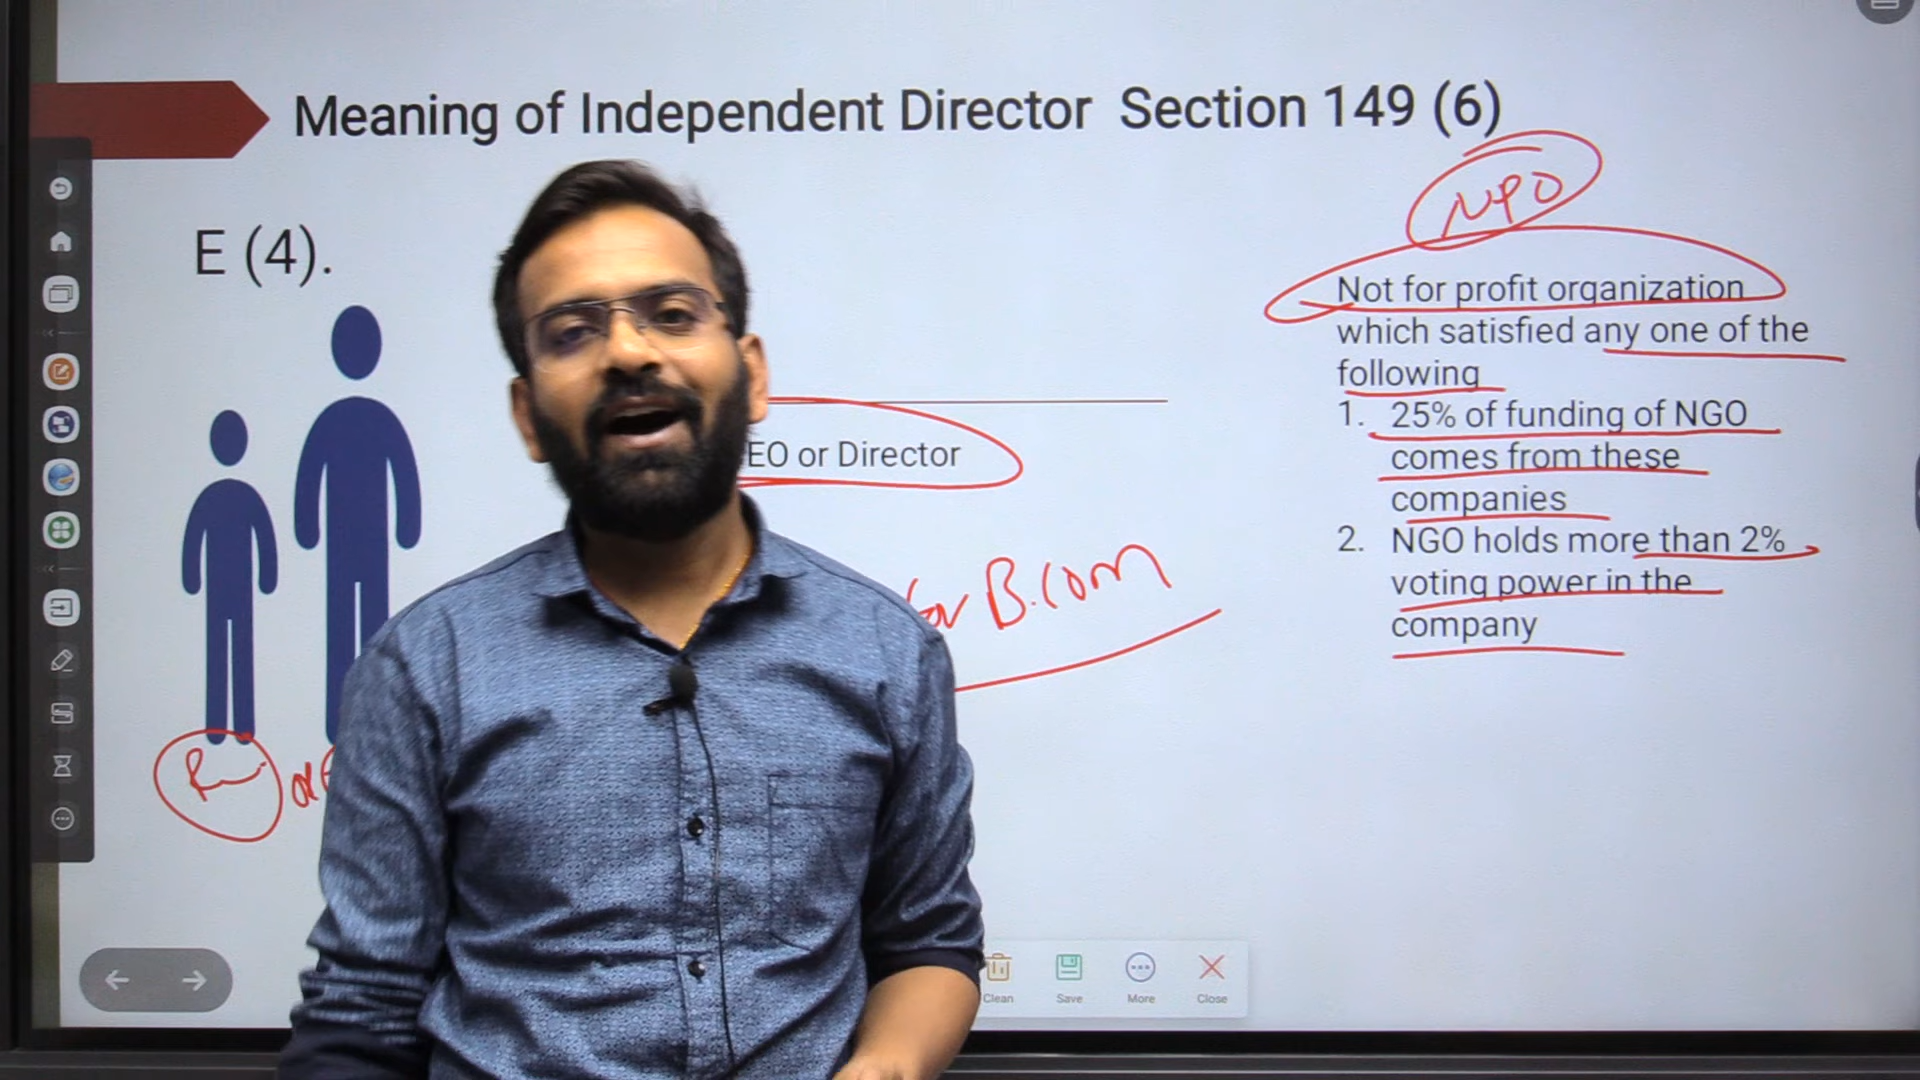 Meaning of Independent Director Section 149 (6)
NPO
E (4).
Not for profit organization
which satisfied any one of the
following
1. 25% of funding of NGO
comes from these
companies
2. NGO holds more than 2%
voting power in the
company
EO or Director
for B.com
Clean Save More Close